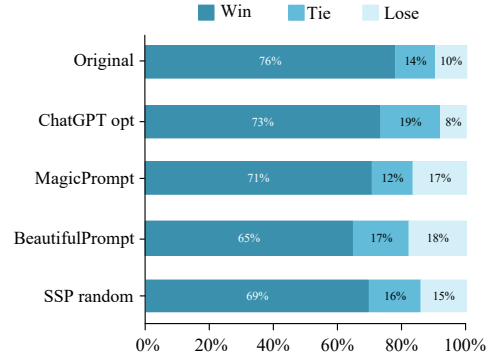 Win Tie Lose
Original 76% 14% 10%
ChatGPT opt 73% 19% 8%
MagicPrompt 71% 12% 17%
BeautifulPrompt 65% 17% 18%
SSP random 69% 16% 15%
0% 20% 40% 60% 80% 100%